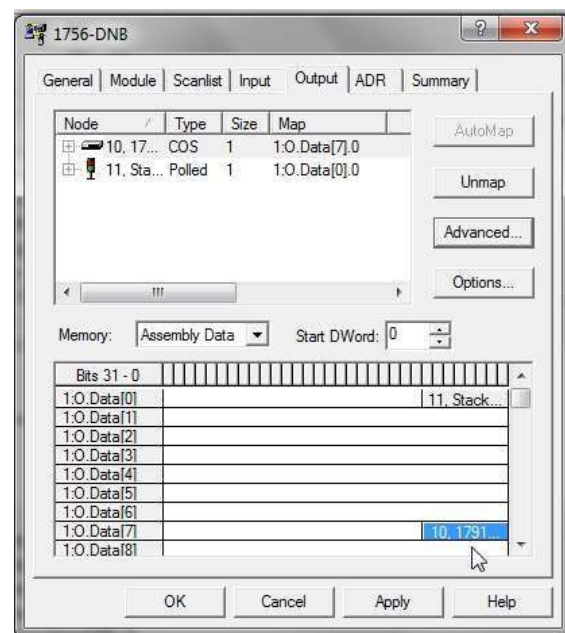 1756-DNB
General Module Scanlist Input Output ADR Summary
Node Type Size Map
10, 17... COS 1 1:O.Data[7].0
11, Sta... Polled 1 1:O.Data[0].0
AutoMap
Unmap
Advanced...
Options...
Memory: Assembly Data Start DWord: 0
Bits 31 - 0
1:O.Data[0] 11, Stack...
1:O.Data[1]
1:O.Data[2]
1:O.Data[3]
1:O.Data[4]
1:O.Data[5]
1:O.Data[6]
1:O.Data[7] 10, 1791...
1:O.Data[8]
OK Cancel Apply Help